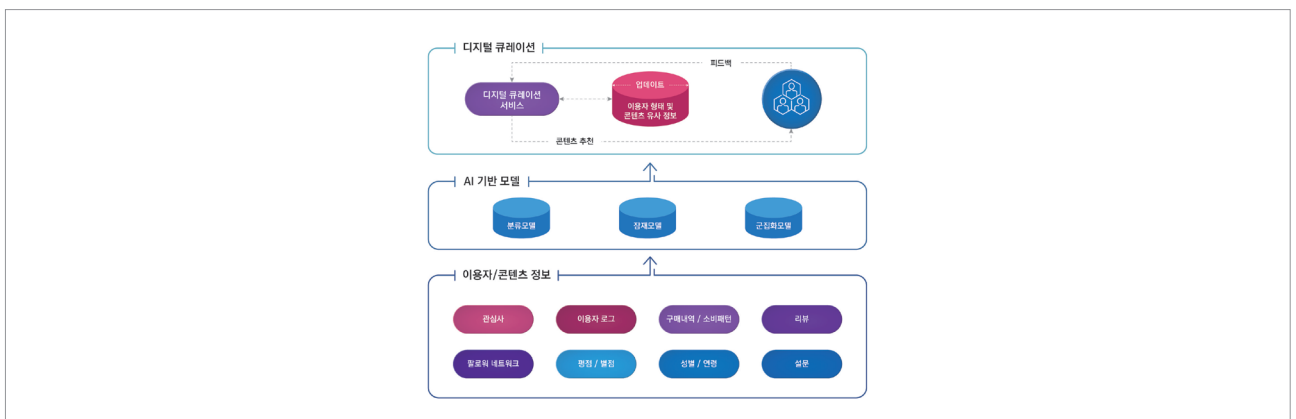 디지털 큐레이션
피드백
디지털 큐레이션
서비스
업데이트
이용자 형태 및
콘텐츠 유사 정보
콘텐츠 추천
AI 기반 모델
분류모델
잠재모델
군집화모델
이용자/콘텐츠 정보
관심사
이용자 로그
구매내역 / 소비패턴
리뷰
팔로워 네트워크
평점 / 별점
성별 / 연령
설문